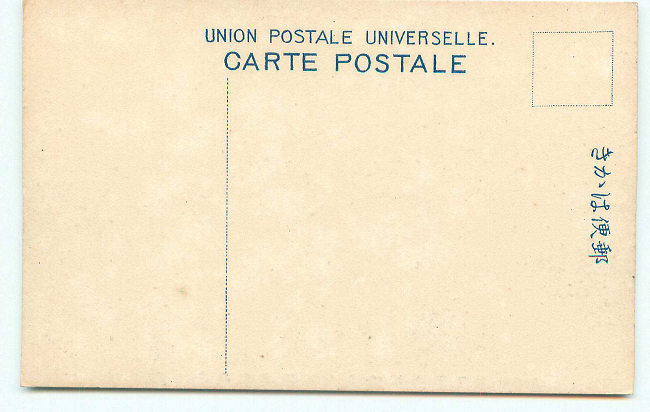 UNION POSTALE UNIVERSELLE.
CARTE POSTALE
郵便はかき